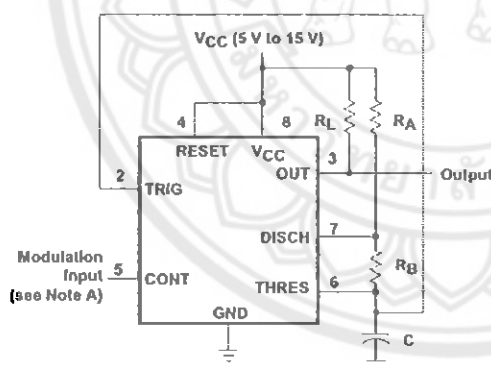 VCC (5 V to 15 V)
4
8
RL
RA
RESET
VCC
3
2
OUT
Output
TRIG
DISCH
7
Modulation
Input
5
CONT
RB
(see Note A)
THRES
6
GND
C